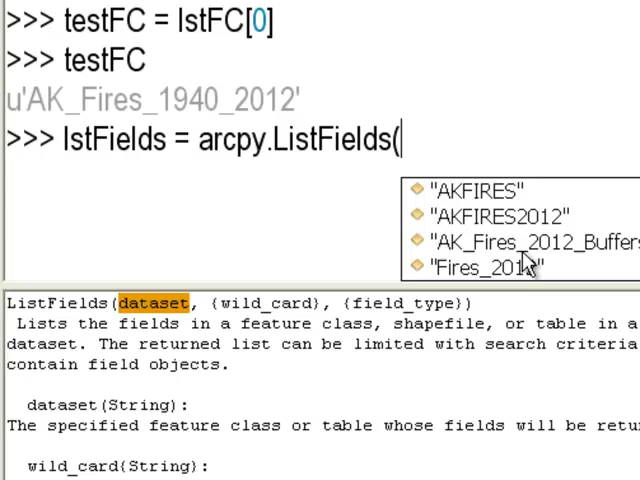 >>> testFC = lstFC[0]
>>> testFC
u'AK_Fires_1940_2012'
>>> lstFields = arcpy.ListFields(
"AKFIRES"
"AKFIRES2012"
"AK_Fires_2012_Buffers
ListFields(dataset, {wild_card}, {field_type})
Lists the fields in a feature class, shapefile, or table in a
dataset. The returned list can be limited with search criteria
contain field objects.
dataset(String):
The specified feature class or table whose fields will be retu
wild_card{String}: